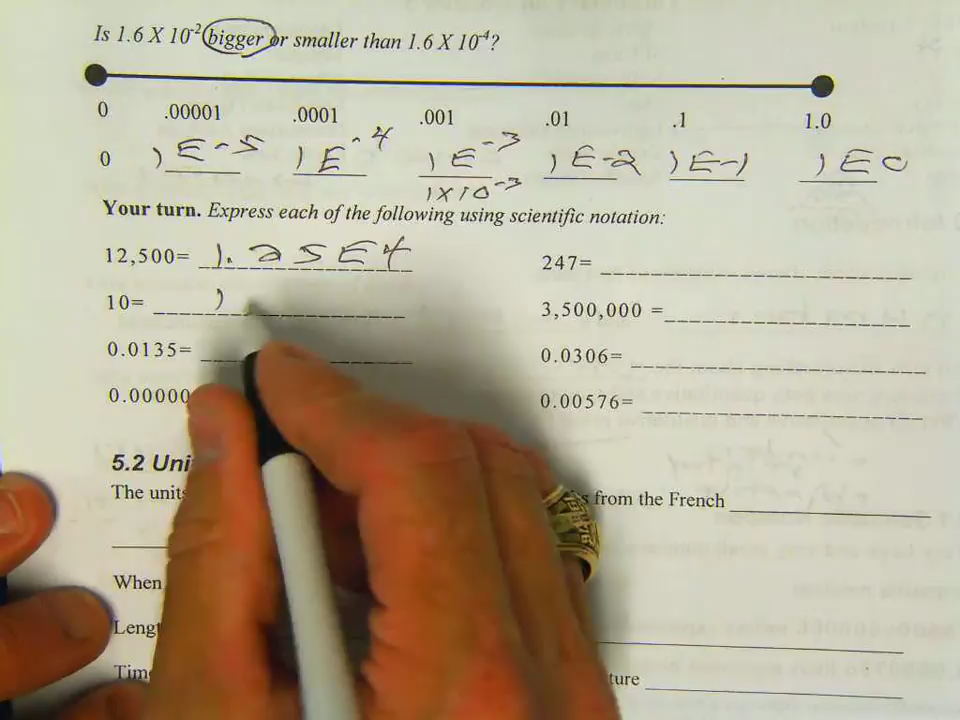 Is 1.6 X 10⁻² bigger or smaller than 1.6 X 10⁻⁴?
0 .00001 .0001 .001 .01 .1 1.0
0 1E-5 1E-4 1E-3 1E-2 1E-1 1E0
1x10⁻³
Your turn. Express each of the following using scientific notation:
12,500= 1.25E4 247=
10= 1 3,500,000 =
0.0135= 0.0306=
0.00000 0.00576=
5.2 Uni
The units s from the French
When
Leng
Tim ture